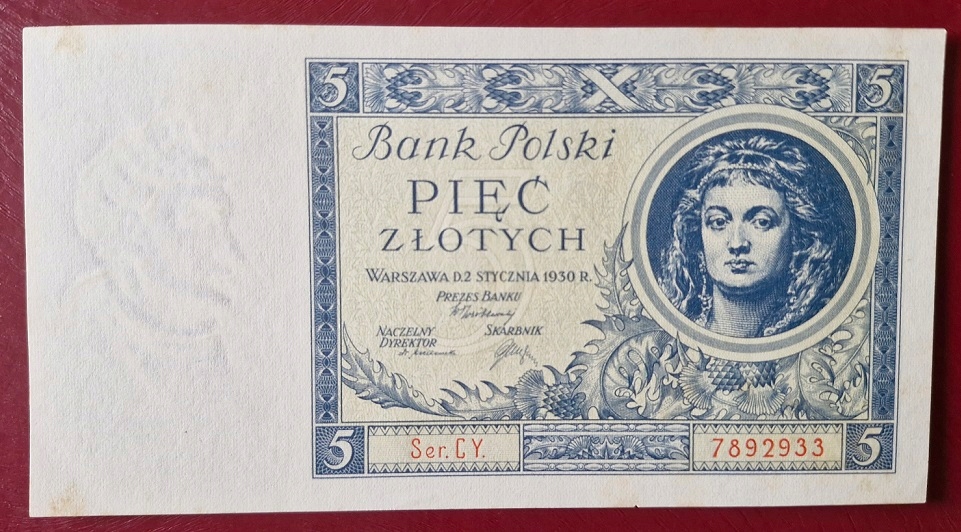 5 5
Bank Polski
PIĘĆ
ZŁOTYCH
WARSZAWA D.2 STYCZNIA 1930 R.
PREZES BANKU
NACZELNY DYREKTOR
SKARBNIK
5 Ser. CY. 7892933 5